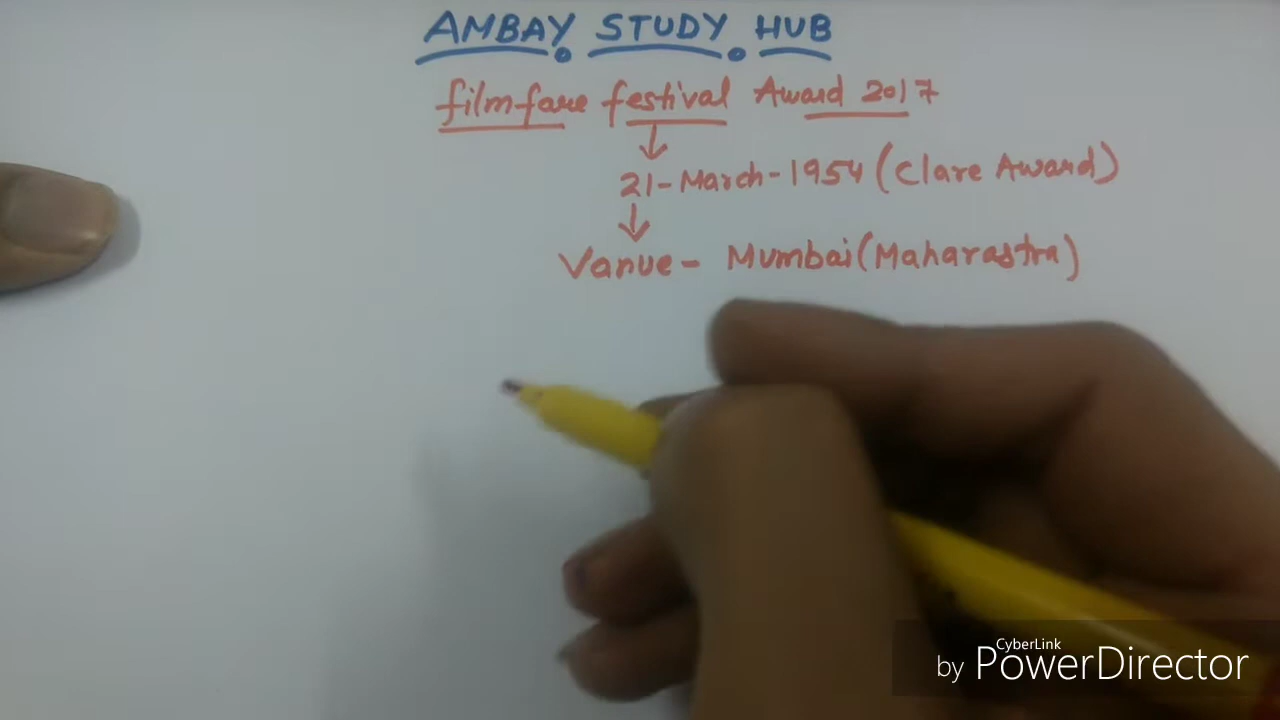 AMBAY STUDY HUB
filmfare festival Award 2017
21-March-1954 (Clare Award)
Vanue - Mumbai (Maharastra)
CyberLink
by PowerDirector